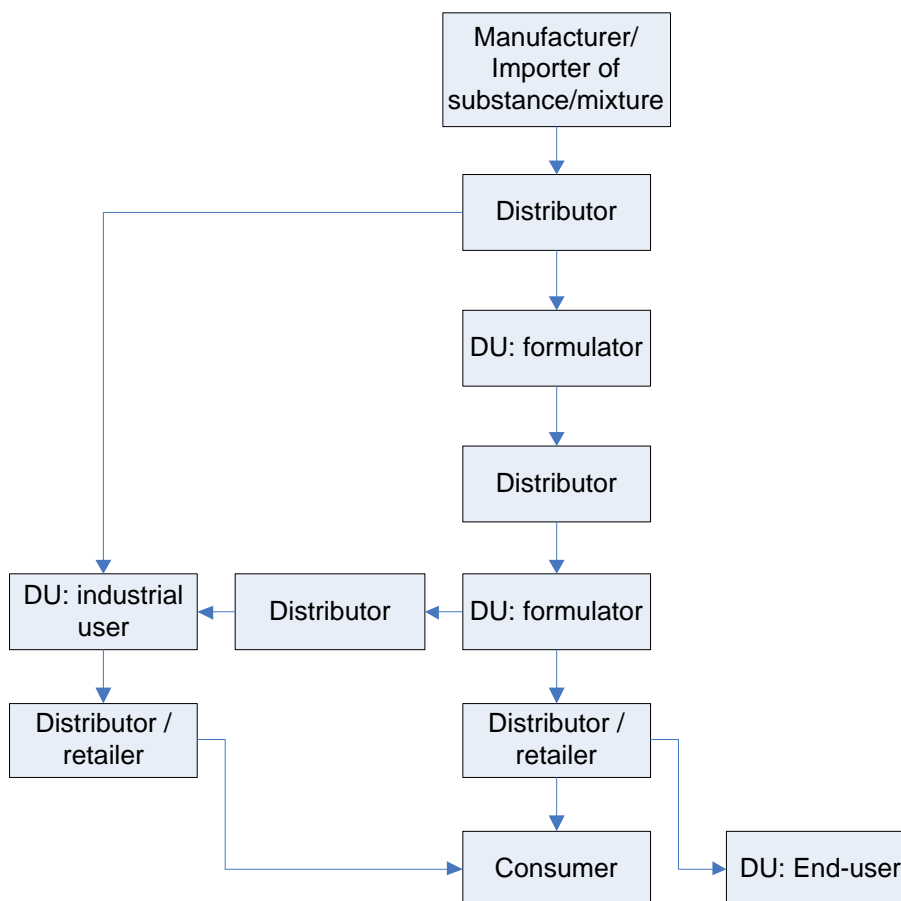 Manufacturer/
Importer of
substance/mixture
Distributor
DU: formulator
Distributor
DU: industrial
user
Distributor
DU: formulator
Distributor /
retailer
Distributor /
retailer
Consumer
DU: End-user